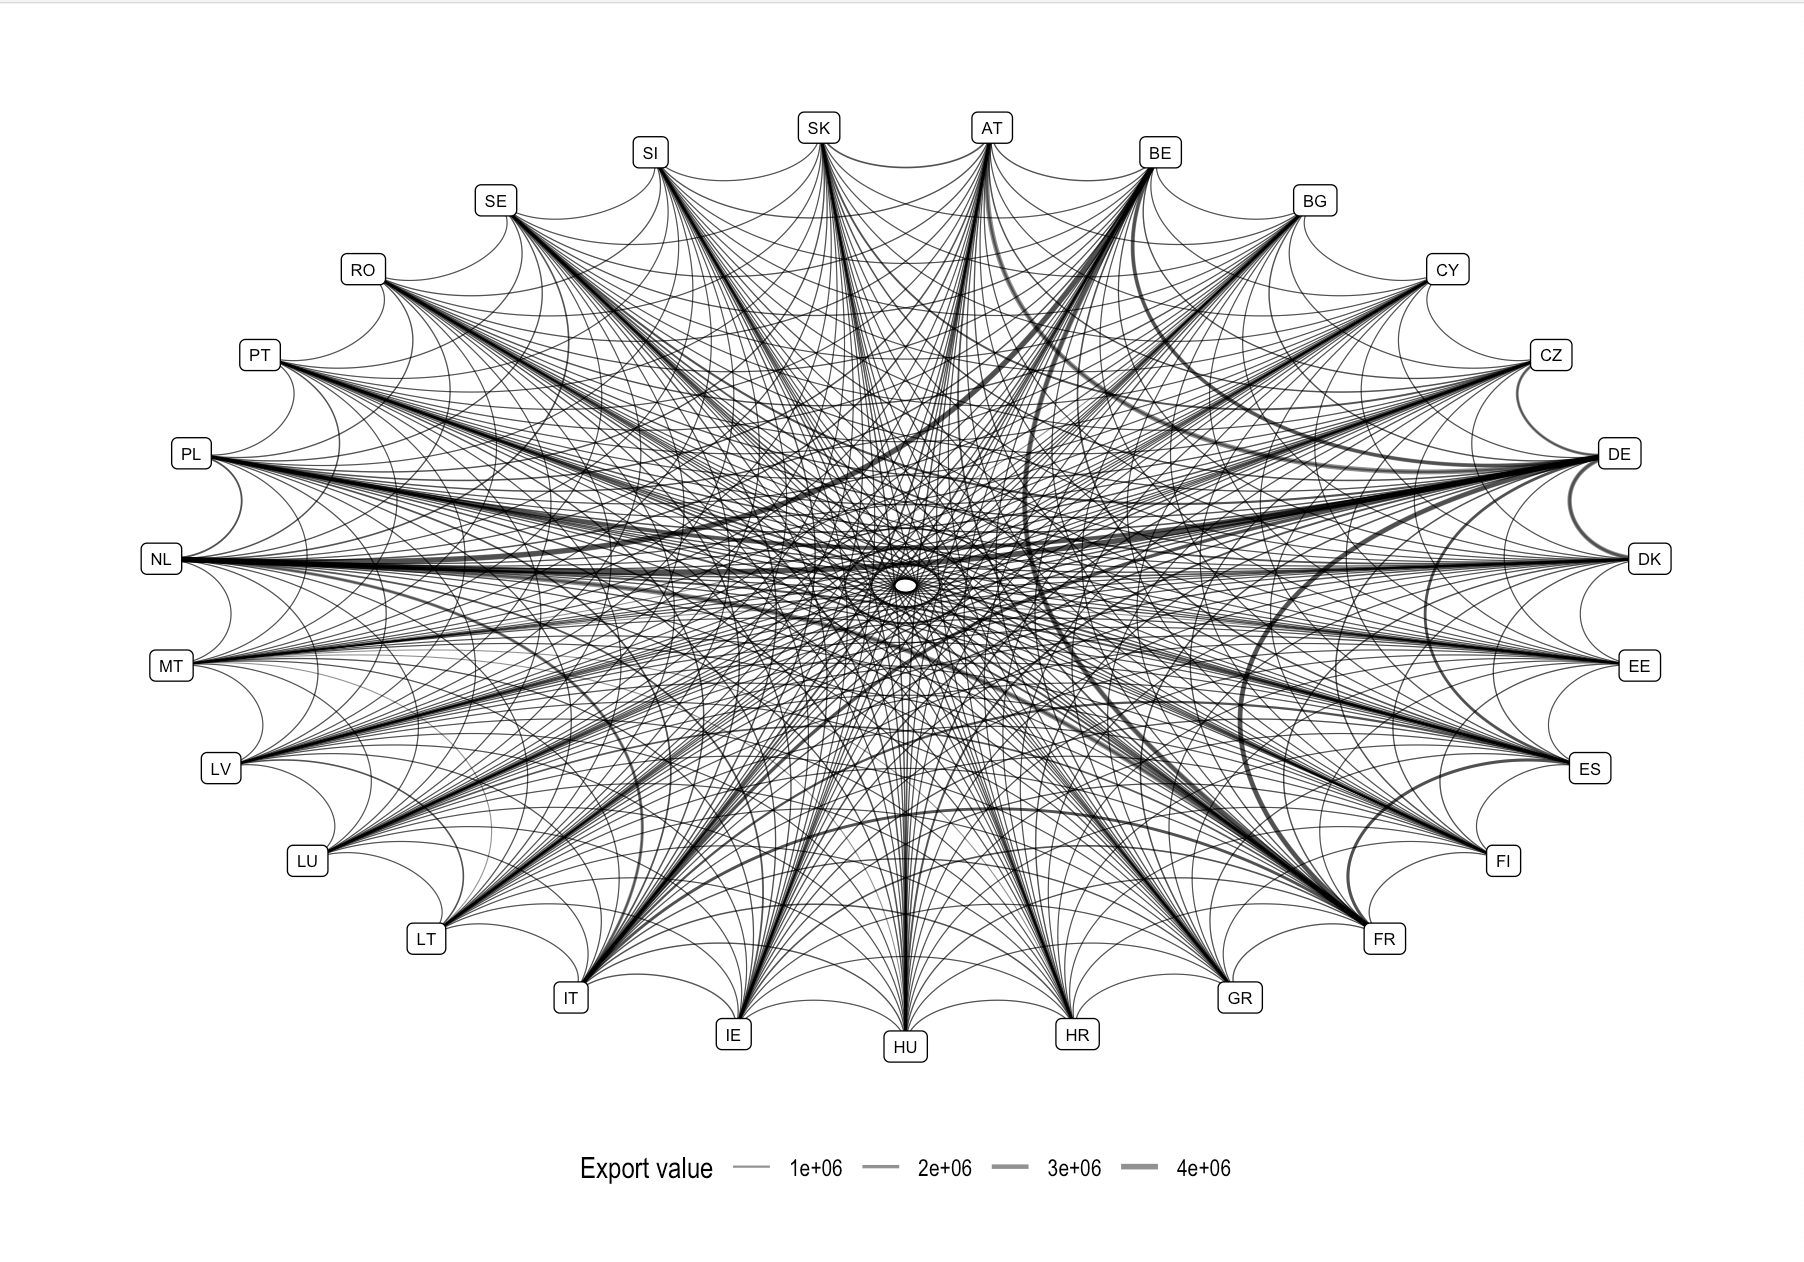 SK
AT
SI
BE
SE
BG
RO
CY
PT
CZ
PL
DE
NL
DK
MT
EE
LV
ES
LU
FI
LT
FR
IT
GR
IE
HR
HU
Export value 1e+06 2e+06 3e+06 4e+06